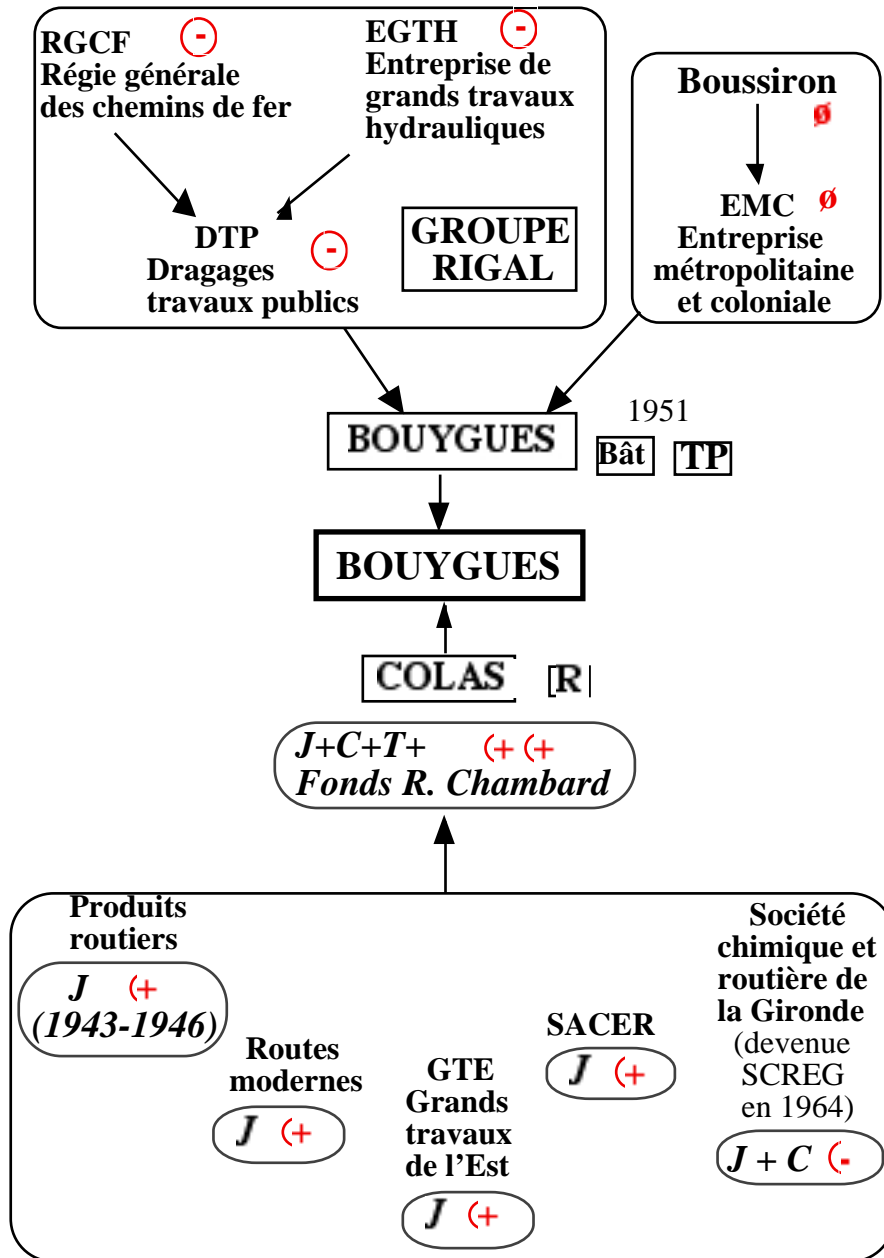 RGCF -
Régie générale
des chemins de fer
EGTH -
Entreprise de
grands travaux
hydrauliques
DTP
Dragages -
travaux publics
GROUPE
RIGAL
Boussiron
ø
EMC ø
Entreprise
métropolitaine
et coloniale
BOUYGUES
1951
Bât TP
BOUYGUES
COLAS [R]
J+C+T+ (+ (+
Fonds R. Chambard
Produits
routiers
J (+
(1943-1946)
Routes
modernes
J (+
GTE
Grands
travaux
de l’Est
J (+
SACER
J (+
Société
chimique et
routière de
la Gironde
(devenue
SCREG
en 1964)
J + C (-